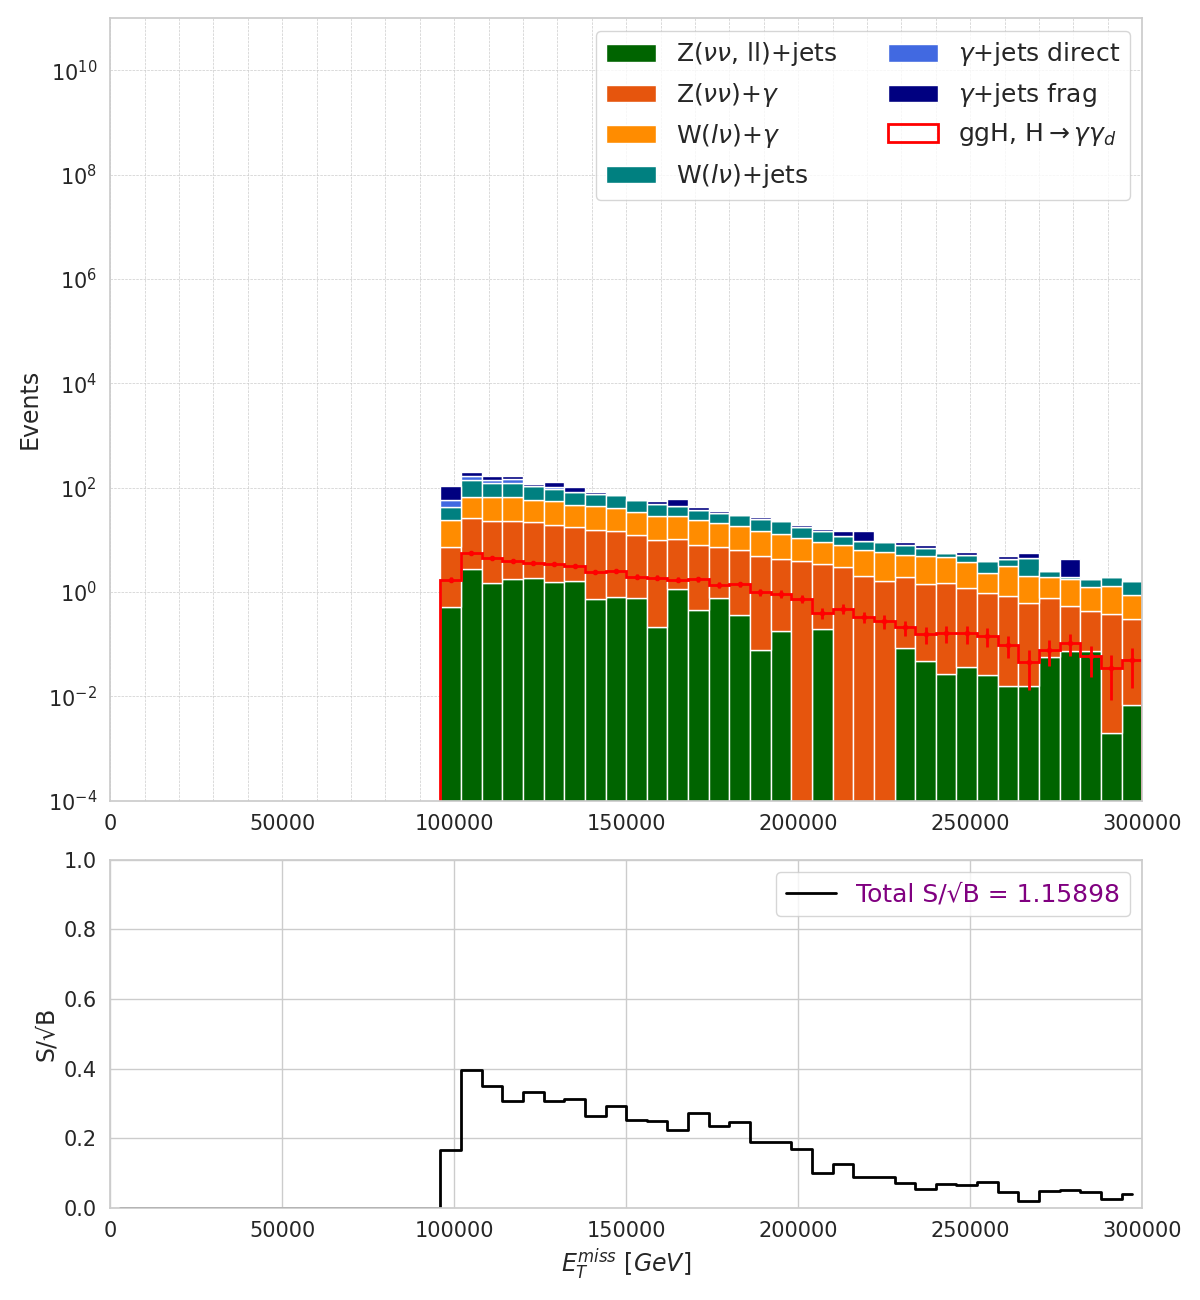 Z(νν, ll)+jets
Z(νν)+γ
W(lν)+γ
W(lν)+jets
γ+jets direct
γ+jets frag
ggH, H→γγ_d
Events
10^10
10^8
10^6
10^4
10^2
10^0
10^−2
10^−4
0 50000 100000 150000 200000 250000 300000
Total S/√B = 1.15898
S/√B
1.0
0.8
0.6
0.4
0.2
0.0
0 50000 100000 150000 200000 250000 300000
E_T^miss [GeV]